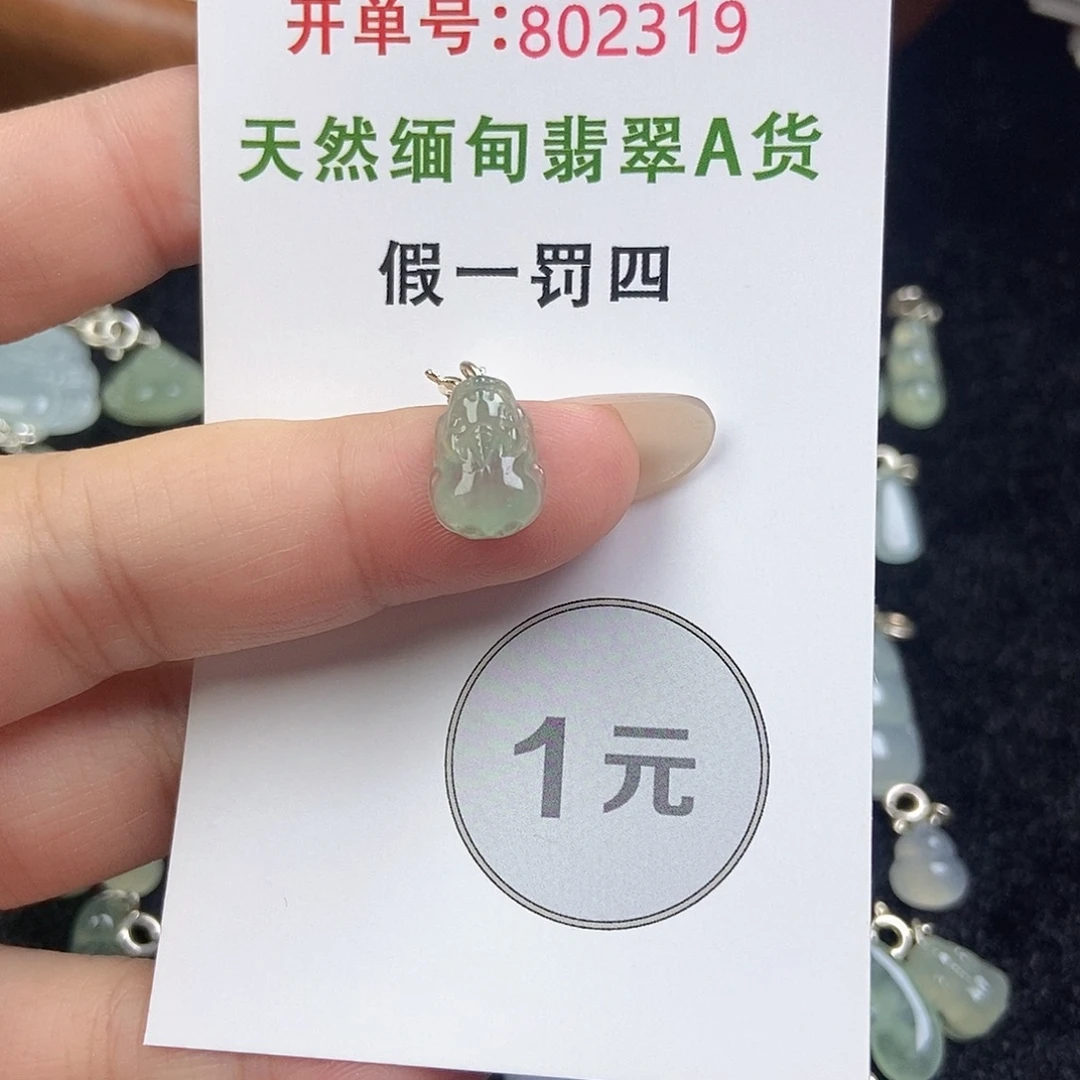 开单号:802319
天然缅甸翡翠A货
假一罚四
1元